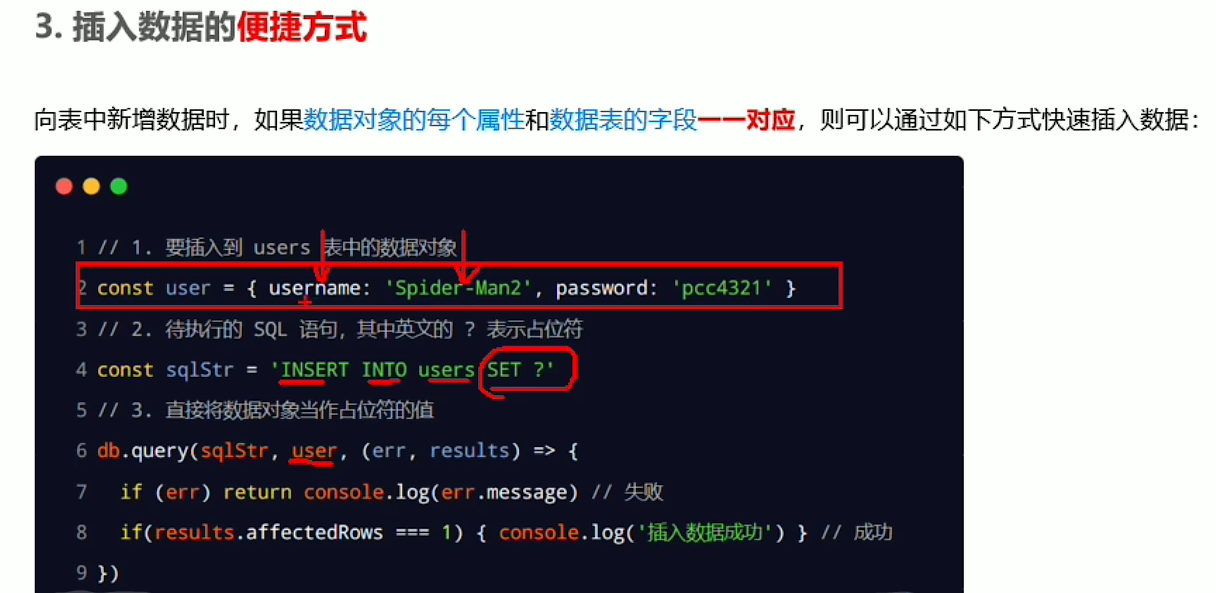 3. 插入数据的便捷方式
向表中新增数据时，如果数据对象的每个属性和数据表的字段一一对应，则可以通过如下方式快速插入数据：
1 // 1. 要插入到 users 表中的数据对象
2 const user = { username: 'Spider-Man2', password: 'pcc4321' }
3 // 2. 待执行的 SQL 语句，其中英文的 ? 表示占位符
4 const sqlStr = 'INSERT INTO users SET ?'
5 // 3. 直接将数据对象当作占位符的值
6 db.query(sqlStr, user, (err, results) => {
7   if (err) return console.log(err.message) // 失败
8   if(results.affectedRows === 1) { console.log('插入数据成功') } // 成功
9 })